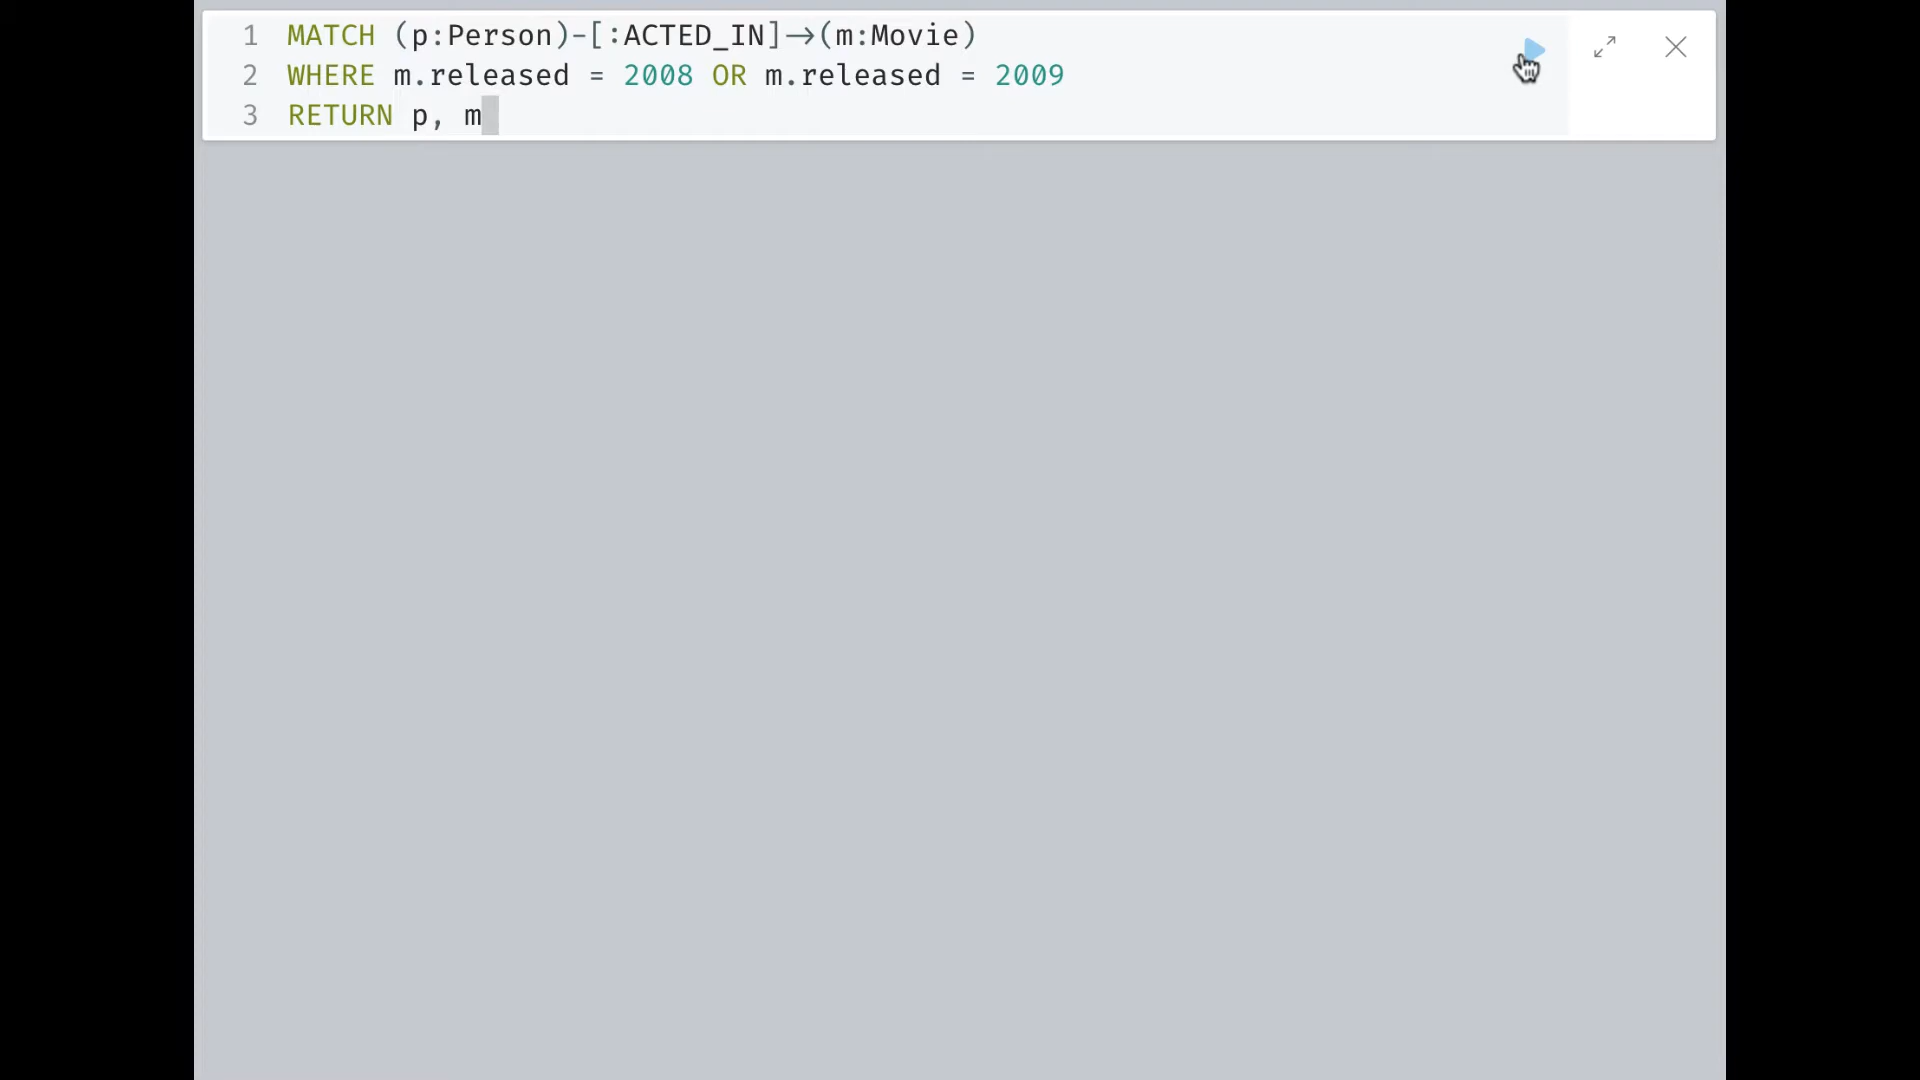 1 MATCH (p:Person)-[:ACTED_IN]->(m:Movie)
2 WHERE m.released = 2008 OR m.released = 2009
3 RETURN p, m